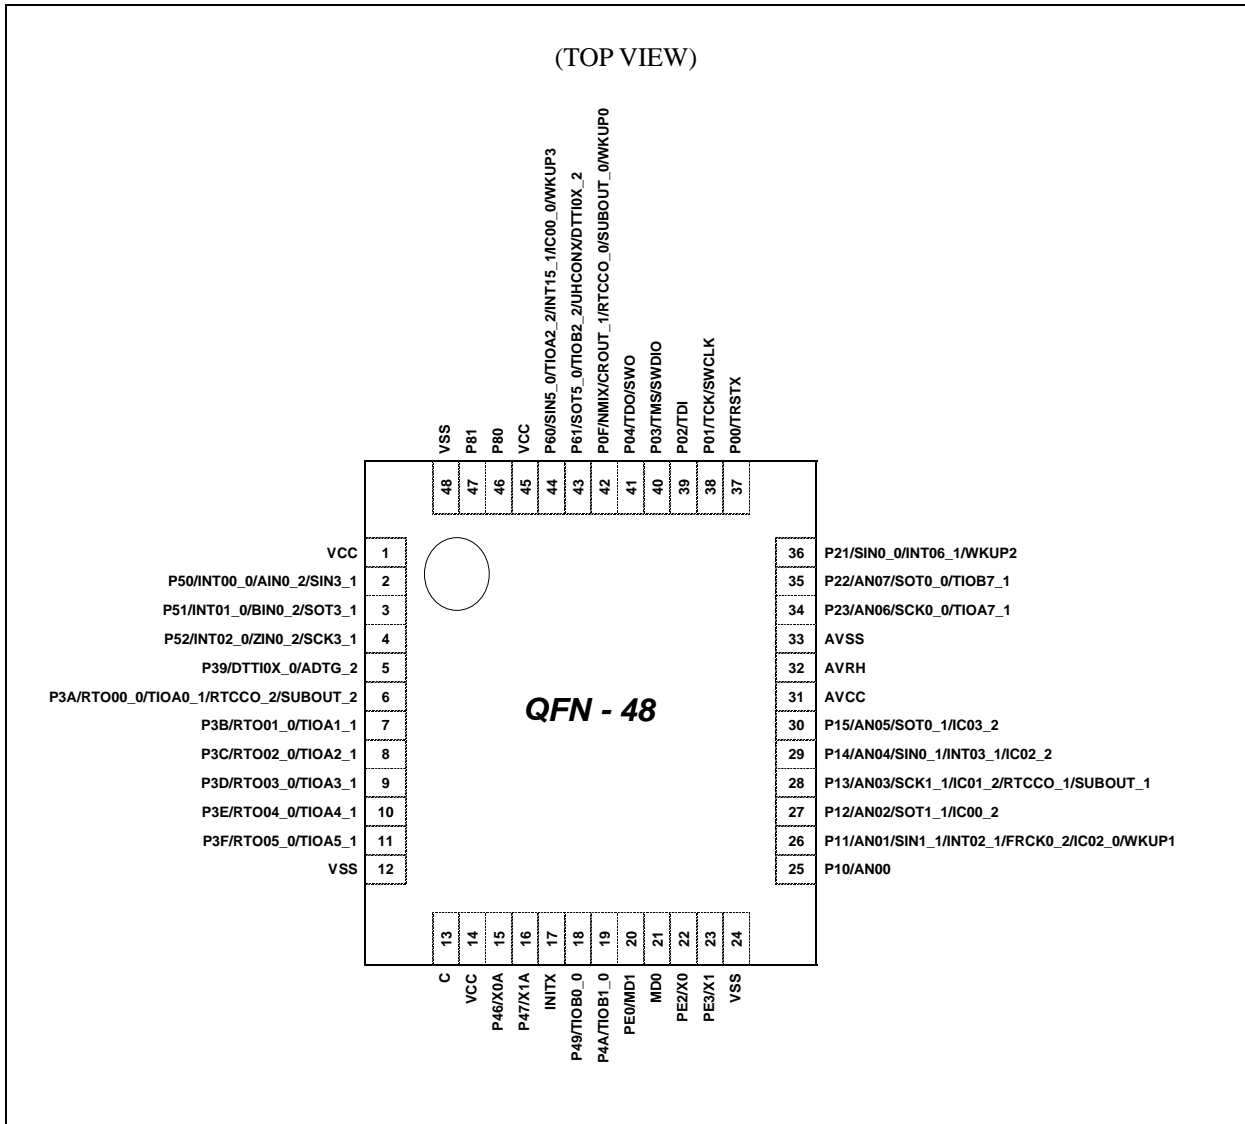 (TOP VIEW)
VSS
P81
P80
VCC
P60/SIN5_0/TIOA2_2/INT15_1/IC00_0/WKUP3
P61/SOT5_0/TIOB2_2/UHCONX/DTTI0X_2
P0F/NMIX/CROUT_1/RTCCO_0/SUBOUT_0/WKUP0
P04/TDO/SWO
P03/TMS/SWDIO
P02/TDI
P01/TCK/SWCLK
P00/TRSTX
48 47 46 45 44 43 42 41 40 39 38 37
VCC 1
P50/INT00_0/AIN0_2/SIN3_1 2
P51/INT01_0/BIN0_2/SOT3_1 3
P52/INT02_0/ZIN0_2/SCK3_1 4
P39/DTTI0X_0/ADTG_2 5
P3A/RTO00_0/TIOA0_1/RTCCO_2/SUBOUT_2 6
P3B/RTO01_0/TIOA1_1 7
P3C/RTO02_0/TIOA2_1 8
P3D/RTO03_0/TIOA3_1 9
P3E/RTO04_0/TIOA4_1 10
P3F/RTO05_0/TIOA5_1 11
VSS 12
QFN - 48
36 P21/SIN0_0/INT06_1/WKUP2
35 P22/AN07/SOT0_0/TIOB7_1
34 P23/AN06/SCK0_0/TIOA7_1
33 AVSS
32 AVRH
31 AVCC
30 P15/AN05/SOT0_1/IC03_2
29 P14/AN04/SIN0_1/INT03_1/IC02_2
28 P13/AN03/SCK1_1/IC01_2/RTCCO_1/SUBOUT_1
27 P12/AN02/SOT1_1/IC00_2
26 P11/AN01/SIN1_1/INT02_1/FRCK0_2/IC02_0/WKUP1
25 P10/AN00
13 14 15 16 17 18 19 20 21 22 23 24
C
VCC
P46/X0A
P47/X1A
INITX
P49/TIOB0_0
P4A/TIOB1_0
PE0/MD1
MD0
PE2/X0
PE3/X1
VSS